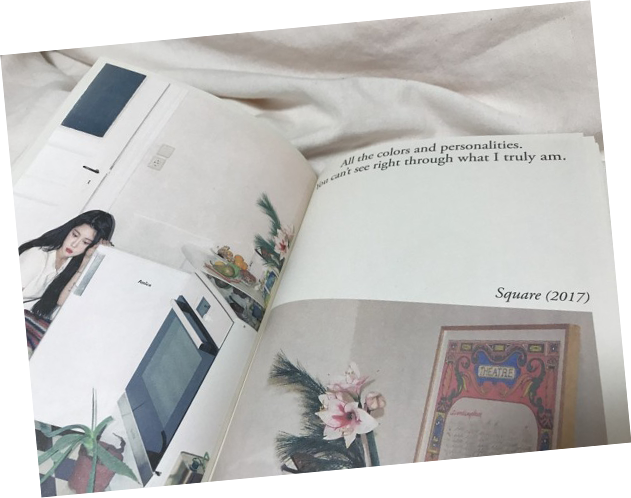 All the colors and personalities.
You can't see right through what I truly am.
Square (2017)
THEATRE